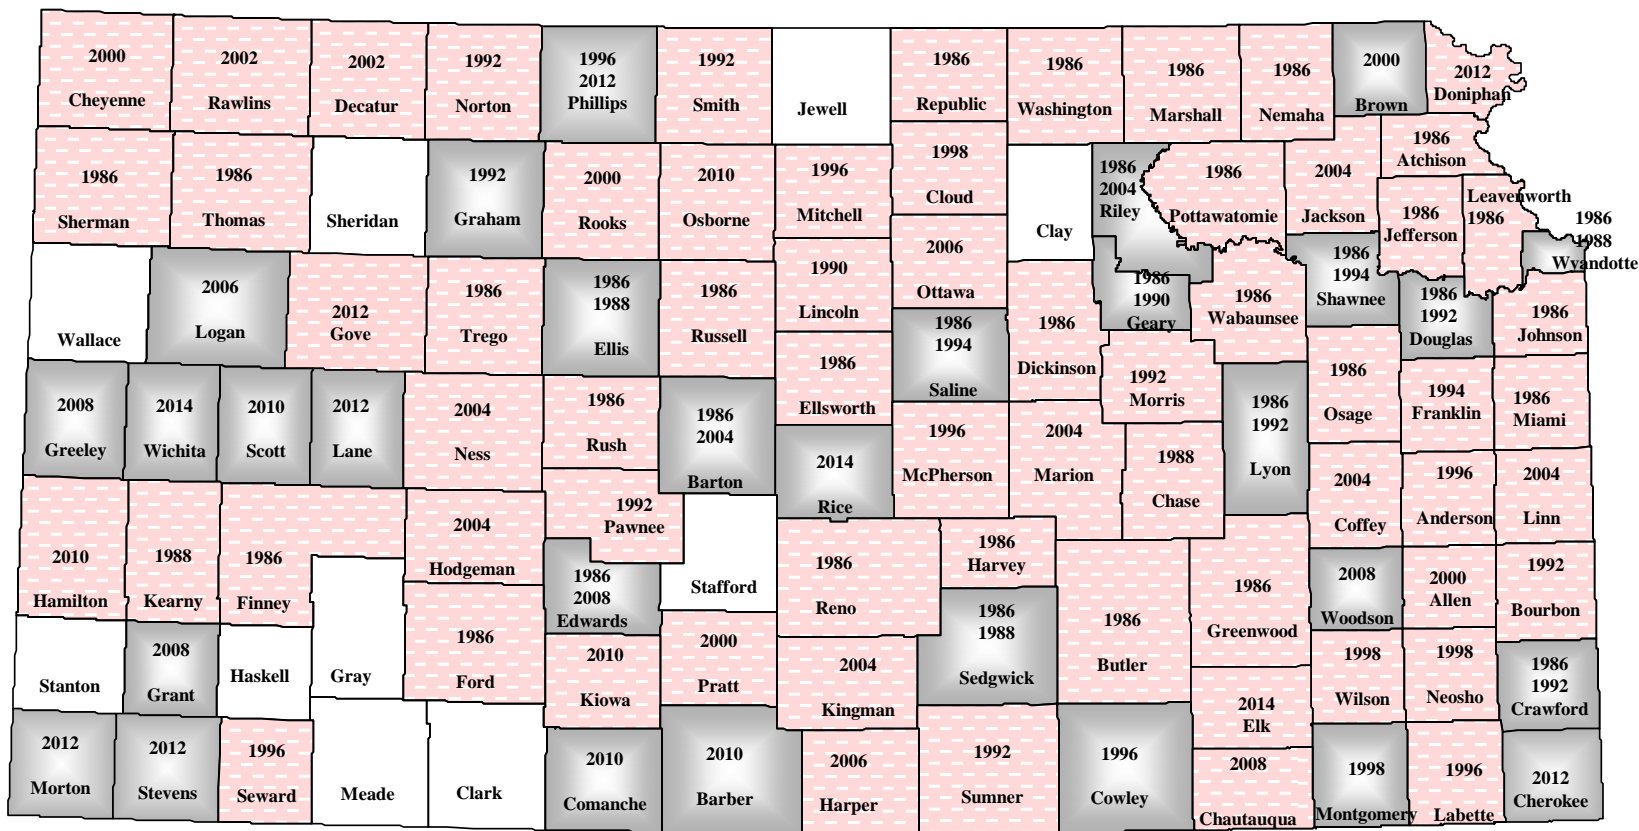 2000
Cheyenne
2002
Rawlins
2002
Decatur
1992
Norton
1996
2012
Phillips
1992
Smith
Jewell
1986
Republic
1986
Washington
1986
Marshall
1986
Nemaha
2000
Brown
2012
Doniphan
1986
Sherman
1986
Thomas
Sheridan
1992
Graham
2000
Rooks
2010
Osborne
1996
Mitchell
1998
Cloud
Clay
1986
2004
Riley
1986
Pottawatomie
2004
Jackson
1986
Atchison
1986
Jefferson
Leavenworth
1986
1986
1988
Wyandotte
Wallace
2006
Logan
2012
Gove
1986
Trego
1986
1988
Ellis
1986
Russell
1990
Lincoln
2006
Ottawa
1986
1994
Saline
1986
Dickinson
1986
1990
Geary
1986
Wabaunsee
1986
1994
Shawnee
1986
1992
Douglas
1986
Johnson
2008
Greeley
2014
Wichita
2010
Scott
2012
Lane
2004
Ness
1986
Rush
1986
2004
Barton
1986
Ellsworth
2014
Rice
1996
McPherson
2004
Marion
1992
Morris
1988
Chase
1986
1992
Lyon
1986
Osage
1994
Franklin
1986
Miami
2010
Hamilton
1988
Kearny
1986
Finney
2004
Hodgeman
1992
Pawnee
1986
2008
Edwards
Stafford
1986
Reno
1986
Harvey
1986
1988
Sedgwick
1986
Butler
1986
Greenwood
2004
Coffey
1996
Anderson
2004
Linn
2008
Woodson
2000
Allen
1992
Bourbon
Stanton
2008
Grant
Haskell
Gray
1986
Ford
2010
Kiowa
2000
Pratt
2004
Kingman
2014
Elk
1998
Wilson
1998
Neosho
1986
1992
Crawford
2012
Morton
2012
Stevens
1996
Seward
Meade
Clark
2010
Comanche
2010
Barber
2006
Harper
1992
Sumner
1996
Cowley
2008
Chautauqua
1998
Montgomery
1996
Labette
2012
Cherokee